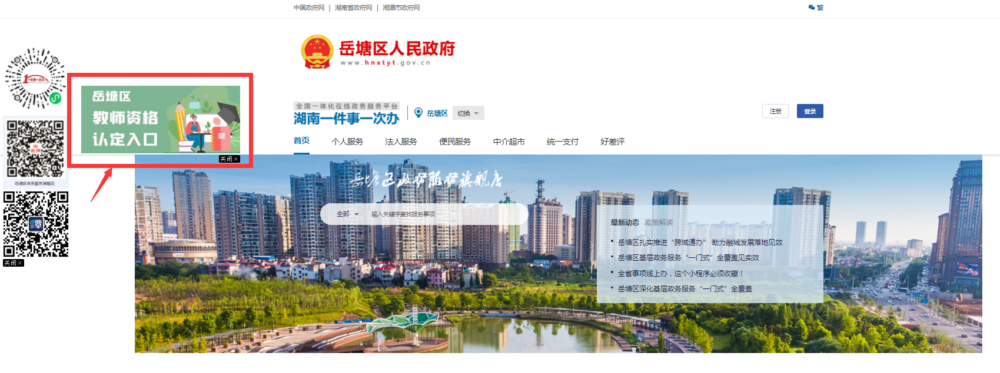 中国政府网 | 湖南省政府网 | 湘潭市政府网
繁
岳塘区人民政府
www.hnxtyt.gov.cn
1一件事一次办
岳塘区
教师资格
认定入口
关闭×
全国一体化在线政务服务平台
湖南一件事一次办
岳塘区
切换
注册
登录
首页 个人服务 法人服务 便民服务 中介超市 统一支付 好差评
岳塘区政务服务旗舰店
岳塘区政务服务旗舰店
全部
输入关键字查找服务事项
潭
关闭×
最新动态 政策解读
岳塘区扎实推进“跨域通办” 助力融城发展落地见效
岳塘区基层政务服务“一门式”全覆盖见实效
全省事项线上办，这个小程序必须收藏！
岳塘区深化基层政务服务“一门式”全覆盖